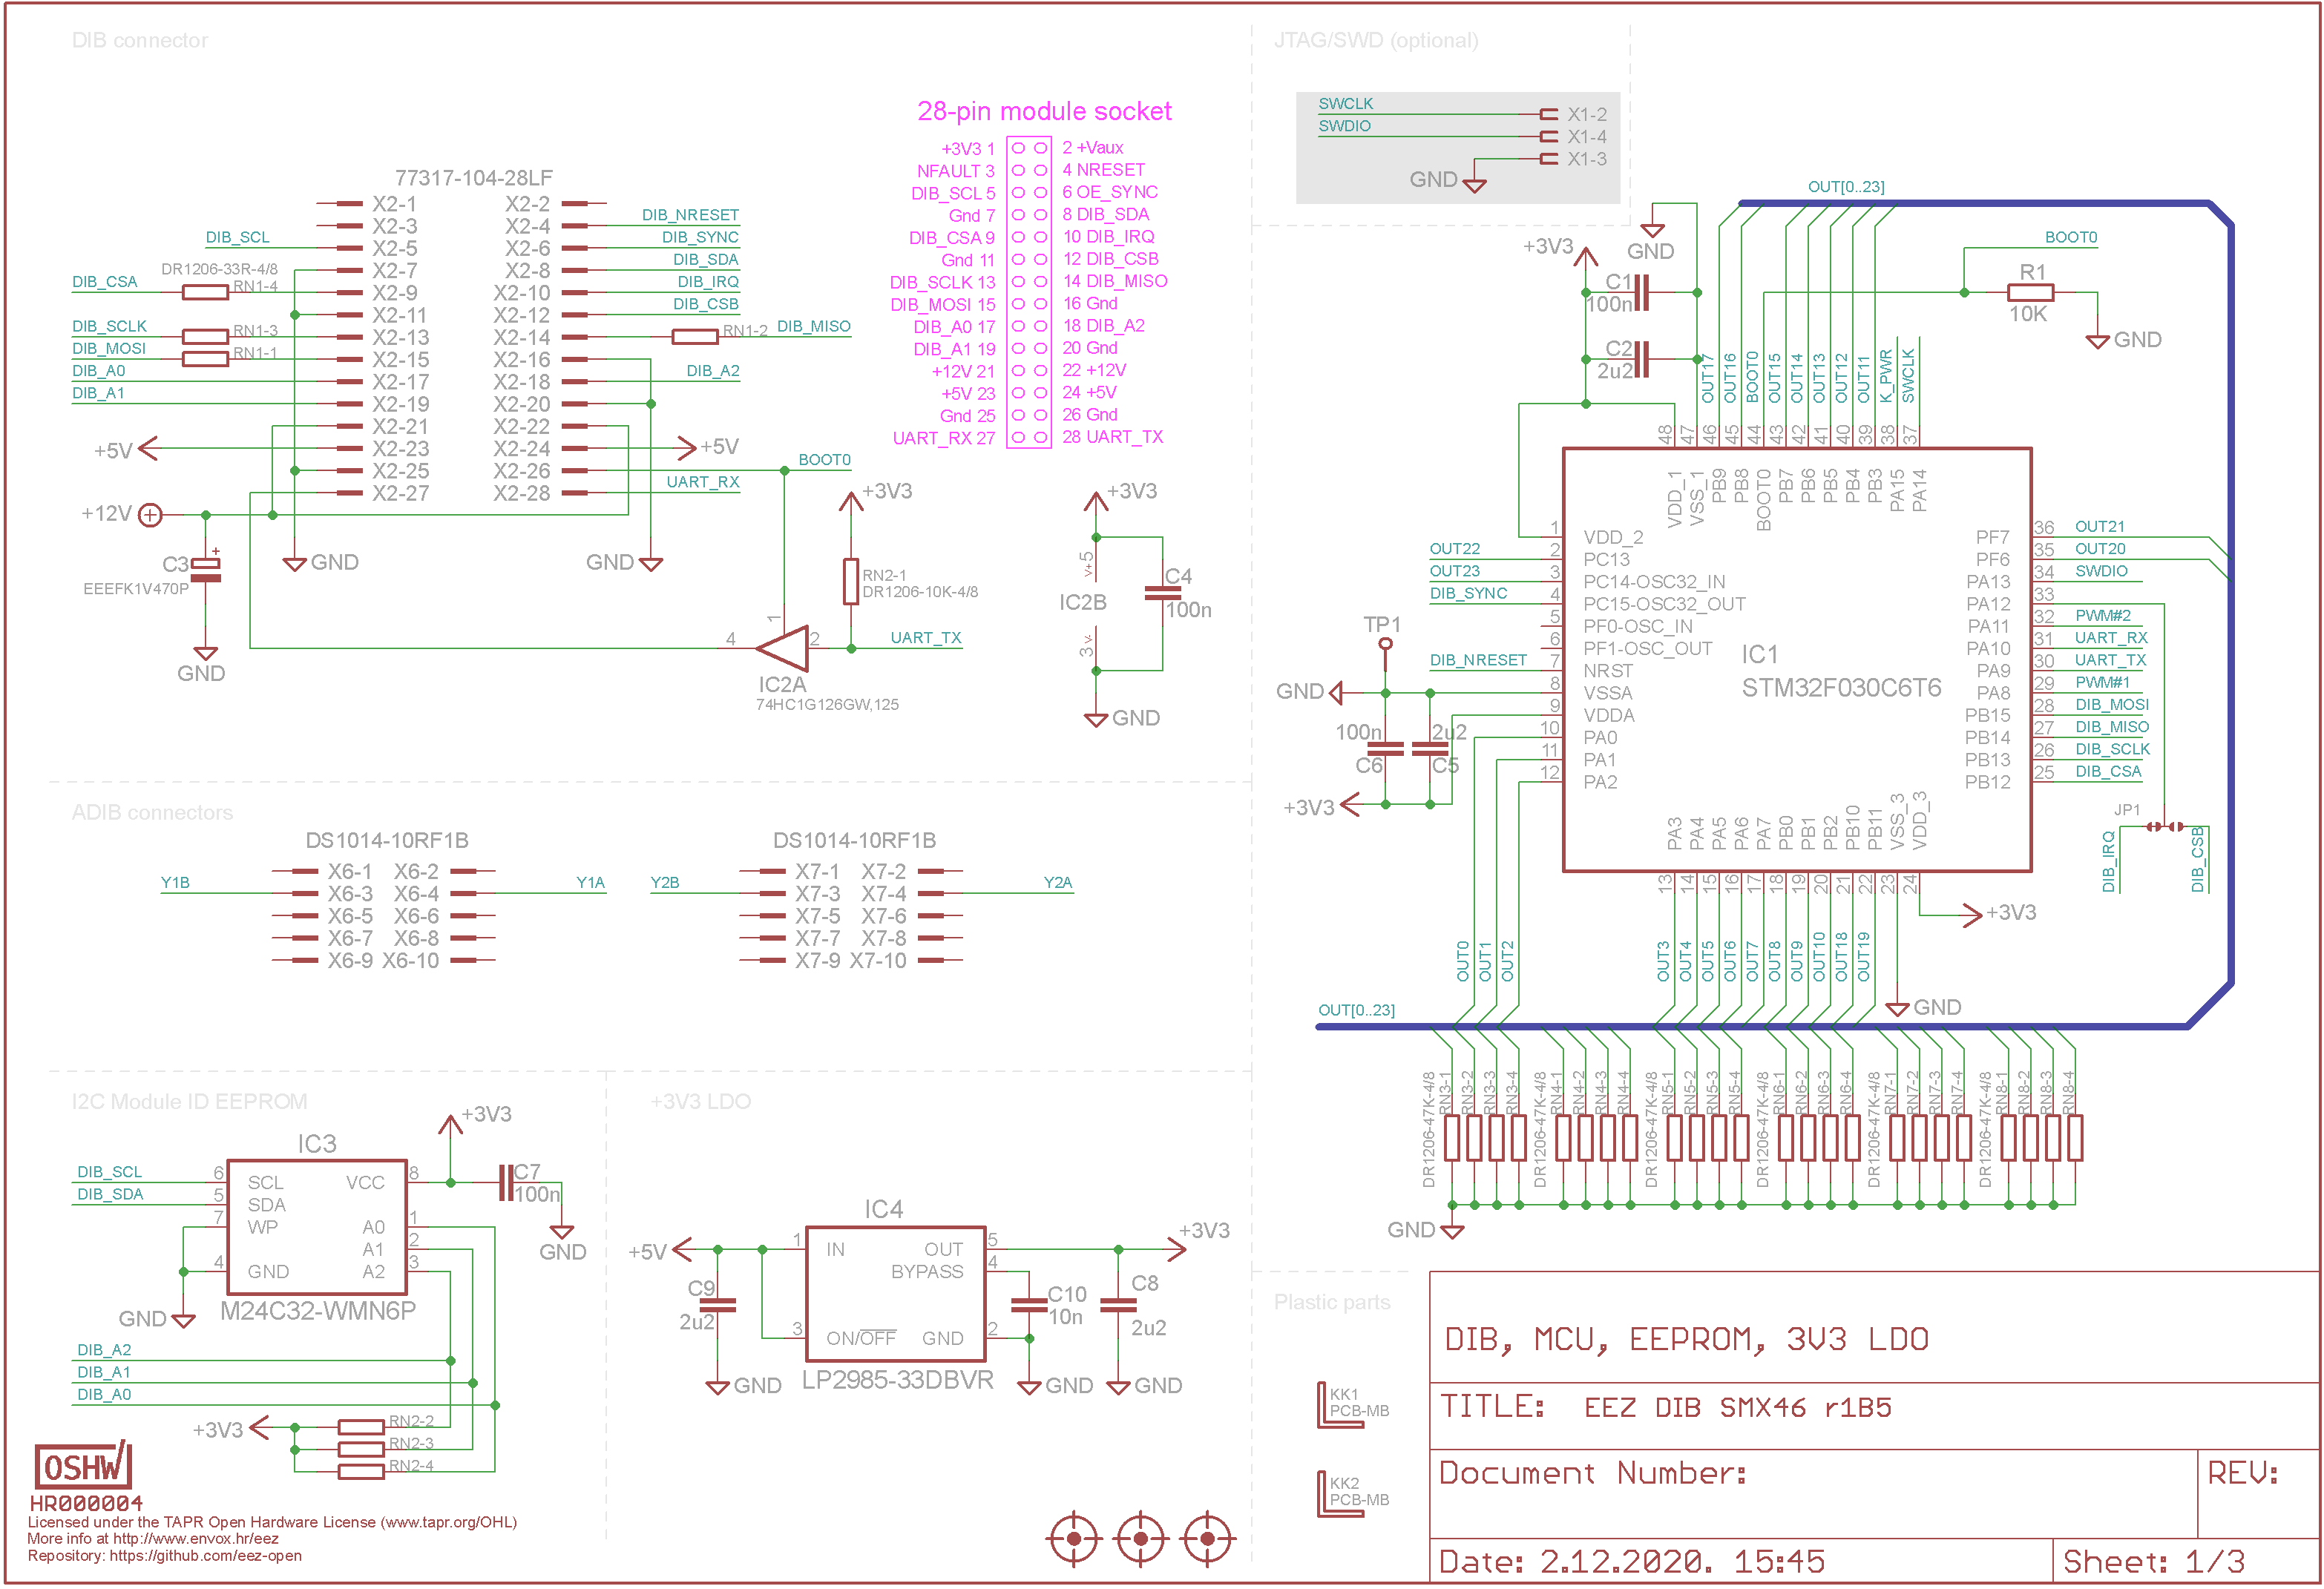 DIB connector
77317-104-28LF
X2-1 X2-2
X2-3 X2-4 DIB_NRESET
DIB_SCL X2-5 X2-6 DIB_SYNC
X2-7 X2-8 DIB_SDA
DR1206-33R-4/8
DIB_CSA RN1-4 X2-9 X2-10 DIB_IRQ
X2-11 X2-12 DIB_CSB
DIB_SCLK RN1-3 X2-13 X2-14 RN1-2 DIB_MISO
DIB_MOSI RN1-1 X2-15 X2-16
DIB_A0 X2-17 X2-18 DIB_A2
DIB_A1 X2-19 X2-20
X2-21 X2-22
+5V X2-23 X2-24 +5V
X2-25 X2-26 BOOT0
X2-27 X2-28 UART_RX
+12V
C3
+
EEEFK1V470P
GND
GND
GND
+3V3
RN2-1
DR1206-10K-4/8
UART_TX
1
2
4
IC2A
74HC1G126GW,125
+3V3
V+ 5
IC2B
3 V-
C4
100n
GND
28-pin module socket
+3V3 1 2 +Vaux
NFAULT 3 4 NRESET
DIB_SCL 5 6 OE_SYNC
Gnd 7 8 DIB_SDA
DIB_CSA 9 10 DIB_IRQ
Gnd 11 12 DIB_CSB
DIB_SCLK 13 14 DIB_MISO
DIB_MOSI 15 16 Gnd
DIB_A0 17 18 DIB_A2
DIB_A1 19 20 Gnd
+12V 21 22 +12V
+5V 23 24 +5V
Gnd 25 26 Gnd
UART_RX 27 28 UART_TX
JTAG/SWD (optional)
SWCLK X1-2
SWDIO X1-4
X1-3
GND
OUT[0..23]
GND
+3V3
C1
100n
C2
2u2
BOOT0
R1
10K
GND
OUT17
OUT16
BOOT0
OUT15
OUT14
OUT13
OUT12
OUT11
K_PWR
SWCLK
48 47 46 45 44 43 42 41 40 39 38 37
VDD_1
VSS_1
PB9
PB8
BOOT0
PB7
PB6
PB5
PB4
PB3
PA15
PA14
1 VDD_2
OUT22 2 PC13
OUT23 3 PC14-OSC32_IN
DIB_SYNC 4 PC15-OSC32_OUT
5 PF0-OSC_IN
6 PF1-OSC_OUT
DIB_NRESET 7 NRST
8 VSSA
9 VDDA
10 PA0
11 PA1
12 PA2
IC1
STM32F030C6T6
PF7 36 OUT21
PF6 35 OUT20
PA13 34 SWDIO
PA12 33
PA11 32 PWM#2
PA10 31 UART_RX
PA9 30 UART_TX
PA8 29 PWM#1
PB15 28 DIB_MOSI
PB14 27 DIB_MISO
PB13 26 DIB_SCLK
PB12 25 DIB_CSA
TP1
GND
100n
C6
2u2
C5
+3V3
JP1
DIB_IRQ
DIB_CSB
PA3
PA4
PA5
PA6
PA7
PB0
PB1
PB2
PB10
PB11
VSS_3
VDD_3
13 14 15 16 17 18 19 20 21 22 23 24
+3V3
OUT0
OUT1
OUT2
OUT3
OUT4
OUT5
OUT6
OUT7
OUT8
OUT9
OUT10
OUT18
OUT19
GND
OUT[0..23]
DR1206-47K-4/8
RN3-1
RN3-2
RN3-3
RN3-4
DR1206-47K-4/8
RN4-1
RN4-2
RN4-3
RN4-4
DR1206-47K-4/8
RN5-1
RN5-2
RN5-3
RN5-4
DR1206-47K-4/8
RN6-1
RN6-2
RN6-3
RN6-4
DR1206-47K-4/8
RN7-1
RN7-2
RN7-3
RN7-4
DR1206-47K-4/8
RN8-1
RN8-2
RN8-3
RN8-4
GND
ADIB connectors
DS1014-10RF1B
X6-1 X6-2
Y1B X6-3 X6-4 Y1A
X6-5 X6-6
X6-7 X6-8
X6-9 X6-10
DS1014-10RF1B
X7-1 X7-2
Y2B X7-3 X7-4 Y2A
X7-5 X7-6
X7-7 X7-8
X7-9 X7-10
I2C Module ID EEPROM
IC3
+3V3
DIB_SCL 6 SCL VCC 8
DIB_SDA 5 SDA
7 WP A0 1
A1 2
4 GND A2 3
C7
100n
GND
GND
M24C32-WMN6P
DIB_A2
DIB_A1
DIB_A0
+3V3
RN2-2
RN2-3
RN2-4
+3V3 LDO
IC4
+5V 1 IN OUT 5 +3V3
BYPASS 4
3 ON/OFF GND 2
C9
2u2
C10
10n
C8
2u2
LP2985-33DBVR
GND
GND
GND
Plastic parts
KK1
PCB-MB
KK2
PCB-MB
OSHW
HR000004
Licensed under the TAPR Open Hardware License (www.tapr.org/OHL)
More info at http://www.envox.hr/eez
Repository: https://github.com/eez-open
DIB, MCU, EEPROM, 3V3 LDO
TITLE: EEZ DIB SMX46 r1B5
Document Number:
REV:
Date: 2.12.2020. 15:45
Sheet: 1/3